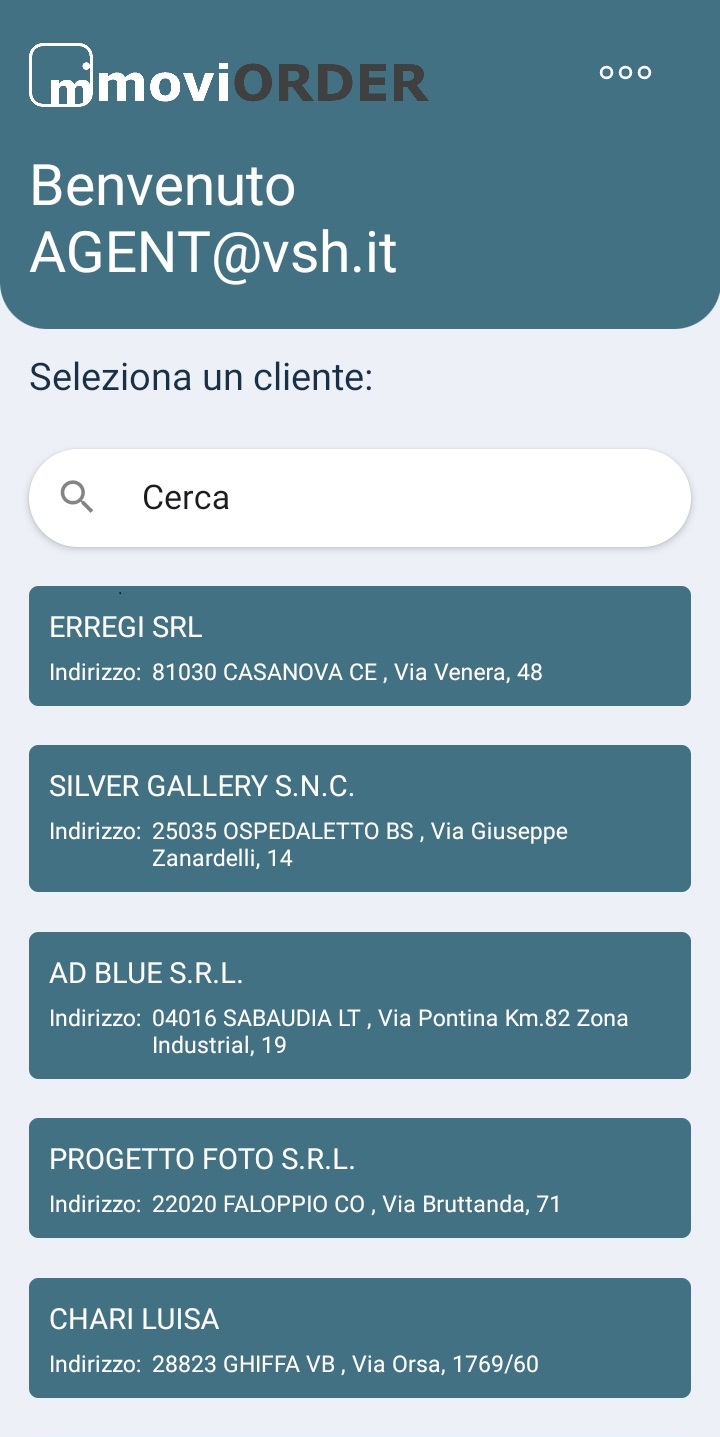 m moviORDER
Benvenuto
AGENT@vsh.it
Seleziona un cliente:
Cerca
ERREGI SRL
Indirizzo: 81030 CASANOVA CE , Via Venera, 48
SILVER GALLERY S.N.C.
Indirizzo: 25035 OSPEDALETTO BS , Via Giuseppe
Zanardelli, 14
AD BLUE S.R.L.
Indirizzo: 04016 SABAUDIA LT , Via Pontina Km.82 Zona
Industrial, 19
PROGETTO FOTO S.R.L.
Indirizzo: 22020 FALOPPIO CO , Via Bruttanda, 71
CHARI LUISA
Indirizzo: 28823 GHIFFA VB , Via Orsa, 1769/60